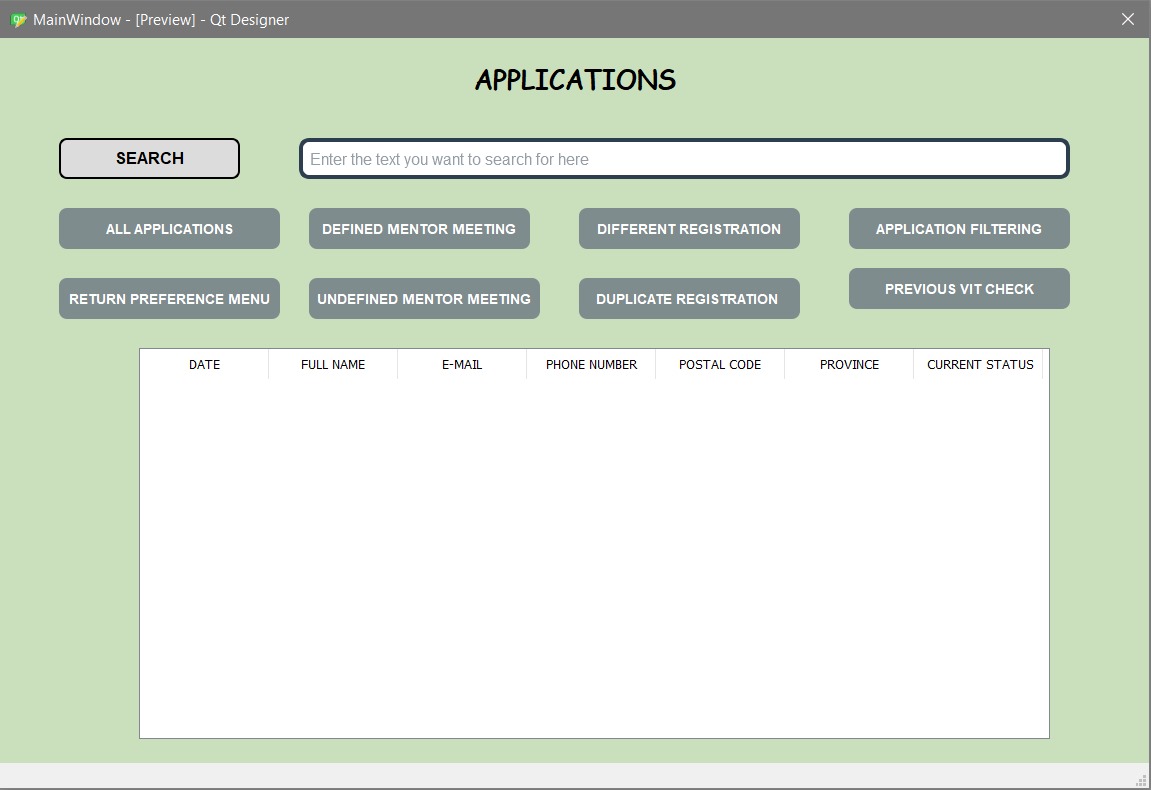 MainWindow - [Preview] - Qt Designer
APPLICATIONS
SEARCH
Enter the text you want to search for here
ALL APPLICATIONS
DEFINED MENTOR MEETING
DIFFERENT REGISTRATION
APPLICATION FILTERING
RETURN PREFERENCE MENU
UNDEFINED MENTOR MEETING
DUPLICATE REGISTRATION
PREVIOUS VIT CHECK
DATE
FULL NAME
E-MAIL
PHONE NUMBER
POSTAL CODE
PROVINCE
CURRENT STATUS